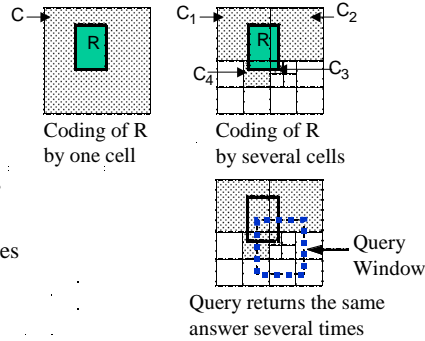 C
R
Coding of R
by one cell
C1
C2
R
C4
C3
Coding of R
by several cells
es
Query
Window
Query returns the same
answer several times